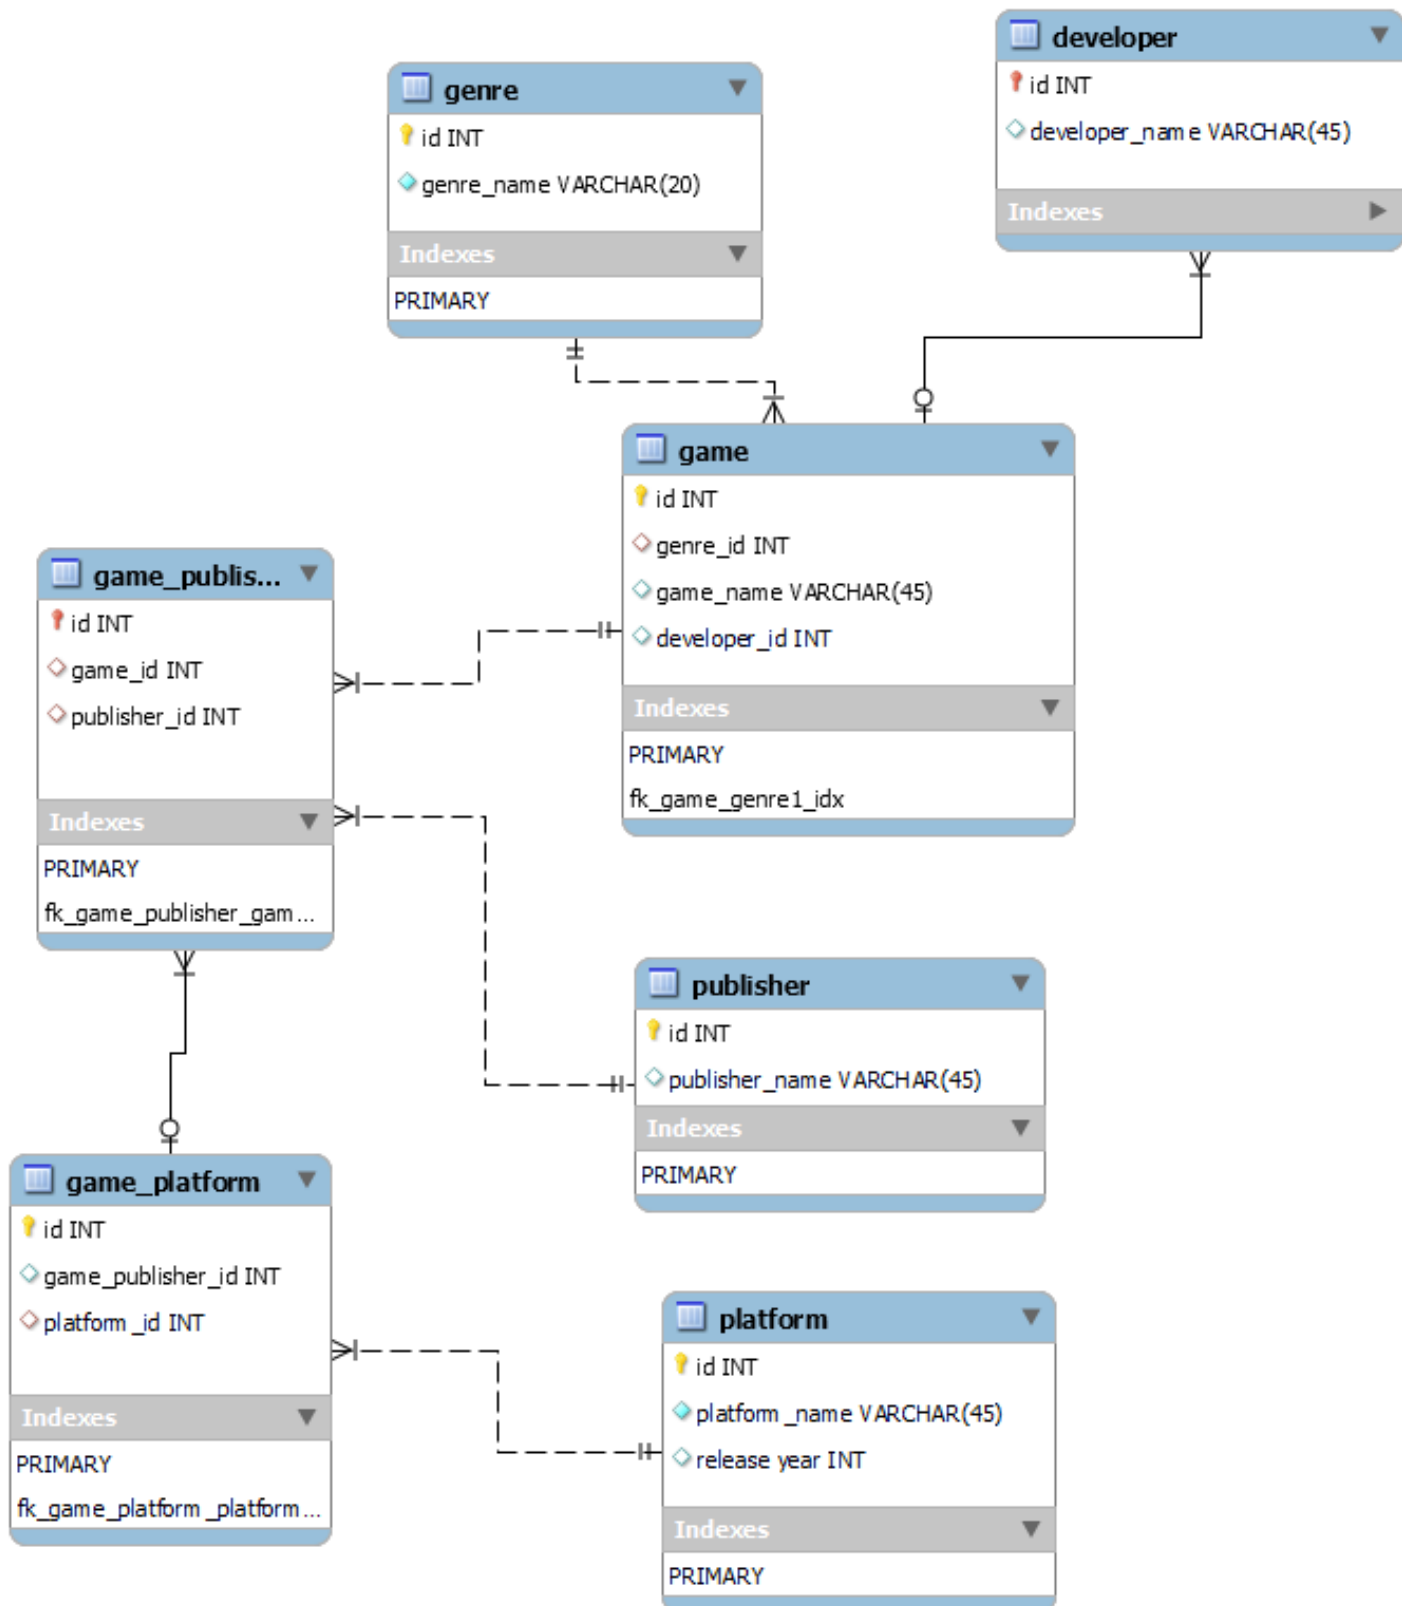 developer
id INT
developer_name VARCHAR(45)
Indexes
genre
id INT
genre_name VARCHAR(20)
Indexes
PRIMARY
game
id INT
genre_id INT
game_name VARCHAR(45)
developer_id INT
Indexes
PRIMARY
fk_game_genre1_idx
game_publis...
id INT
game_id INT
publisher_id INT
Indexes
PRIMARY
fk_game_publisher_gam...
publisher
id INT
publisher_name VARCHAR(45)
Indexes
PRIMARY
game_platform
id INT
game_publisher_id INT
platform_id INT
Indexes
PRIMARY
fk_game_platform_platform...
platform
id INT
platform_name VARCHAR(45)
release year INT
Indexes
PRIMARY